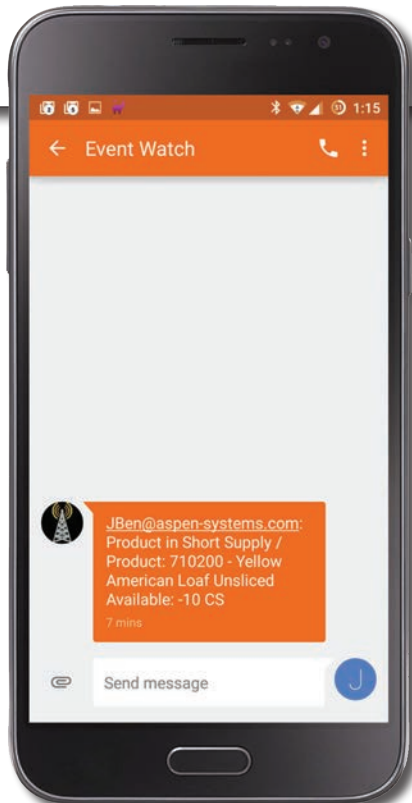 1:15
Event Watch
JBen@aspen-systems.com:
Product in Short Supply /
Product: 710200 - Yellow
American Loaf Unsliced
Available: -10 CS
7 mins
Send message
J